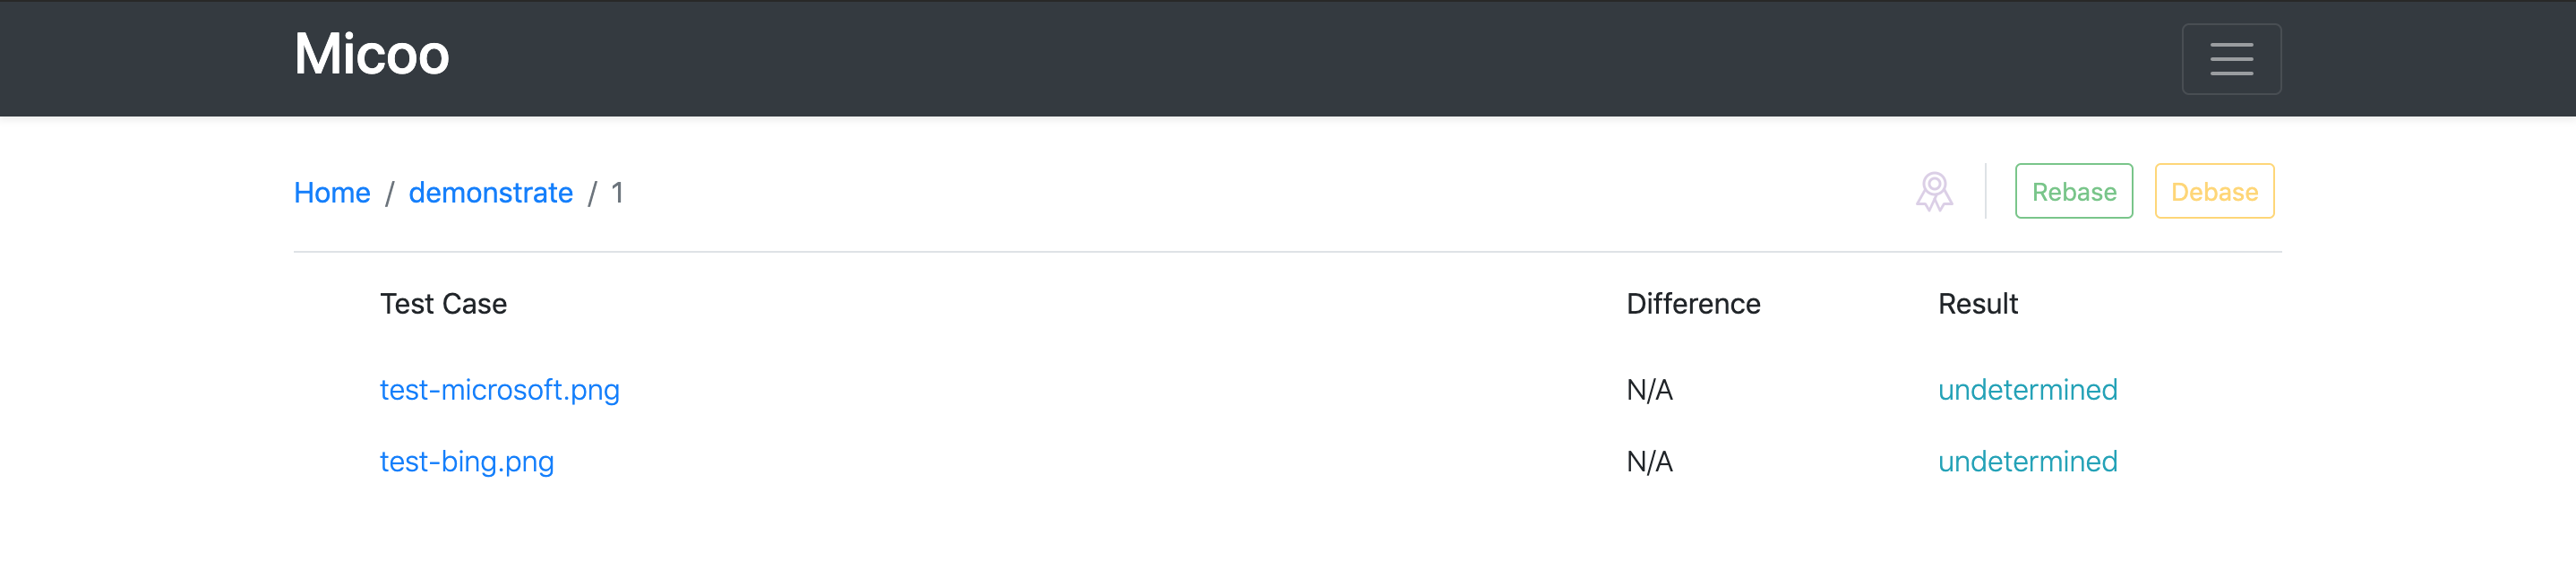 Micoo
Home / demonstrate / 1
Rebase
Debase
Test Case Difference Result
test-microsoft.png N/A undetermined
test-bing.png N/A undetermined